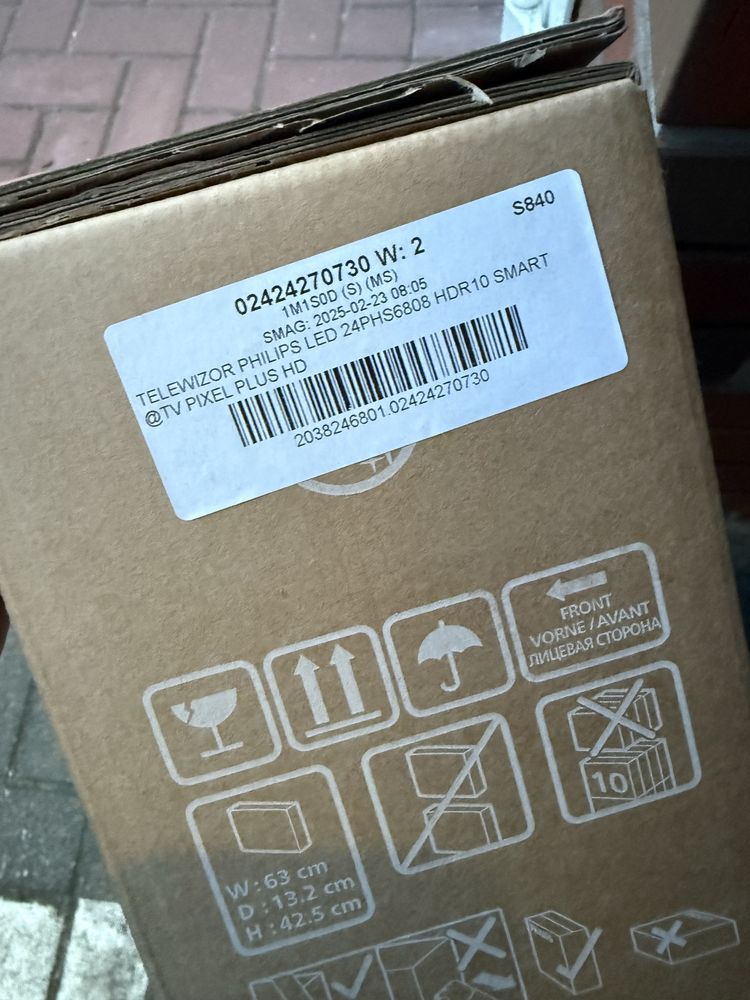 S840
02424270730 W: 2
1M1S0D (S) (MS)
SMAG: 2025-02-23 08:05
TELEWIZOR PHILIPS LED 24PHS6808 HDR10 SMART
@TV PIXEL PLUS HD
2038246801.02424270730
FRONT
VORNE / AVANT
ЛИЦЕВАЯ СТОРОНА
10
W : 63 cm
D : 13.2 cm
H : 42.5 cm